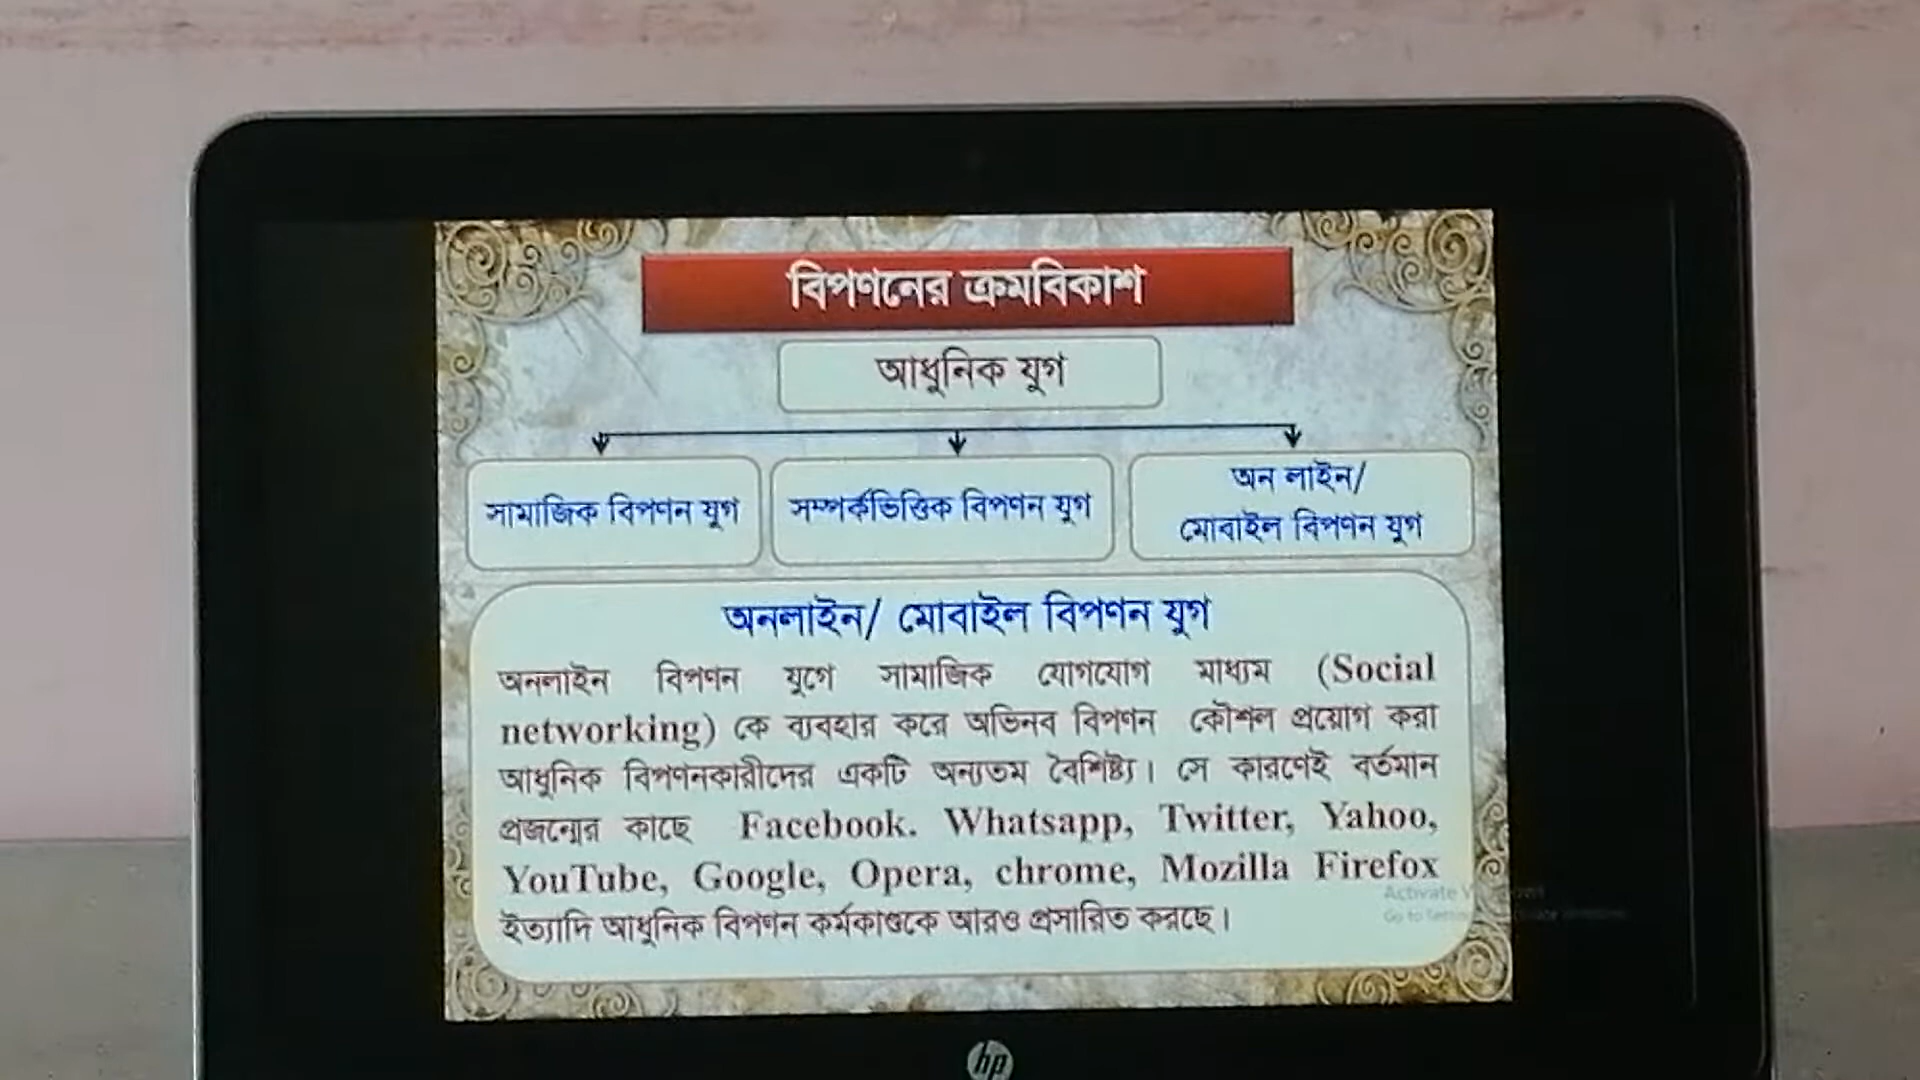 বিপণনের ক্রমবিকাশ
আধুনিক যুগ
সামাজিক বিপণন যুগ
সম্পর্কভিত্তিক বিপণন যুগ
অন লাইন/
মোবাইল বিপণন যুগ
অনলাইন/ মোবাইল বিপণন যুগ
অনলাইন বিপণন যুগে সামাজিক যোগযোগ মাধ্যম (Social
networking) কে ব্যবহার করে অভিনব বিপণন কৌশল প্রয়োগ করা
আধুনিক বিপণনকারীদের একটি অন্যতম বৈশিষ্ট্য। সে কারণেই বর্তমান
প্রজন্মের কাছে Facebook. Whatsapp, Twitter, Yahoo,
YouTube, Google, Opera, chrome, Mozilla Firefox
ইত্যাদি আধুনিক বিপণন কর্মকাণ্ডকে আরও প্রসারিত করছে।
Activate
Go to
hp